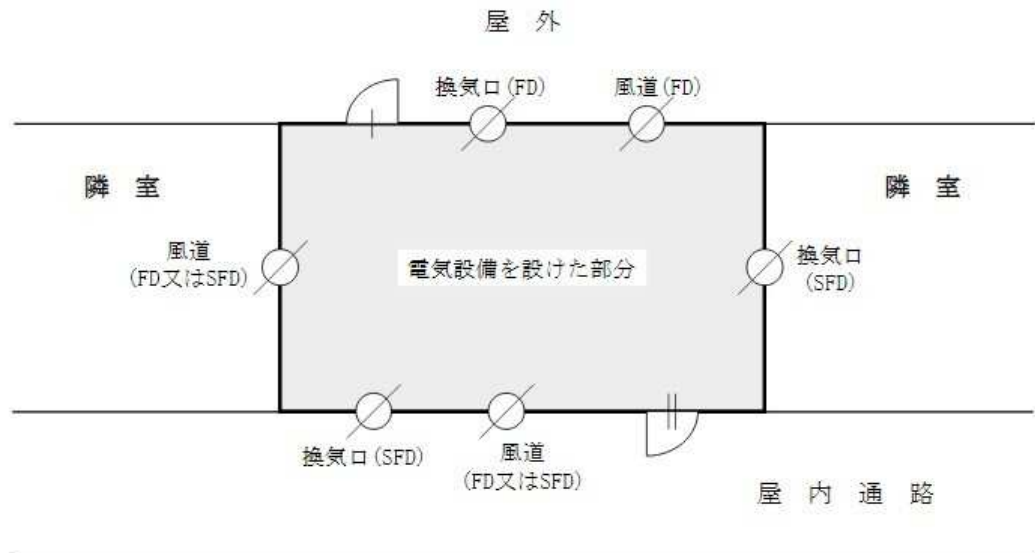 屋 外
換気口(FD)
風道(FD)
隣 室
隣 室
風道
(FD又はSFD)
電気設備を設けた部分
換気口
(SFD)
換気口(SFD)
風道
(FD又はSFD)
屋 内 通 路